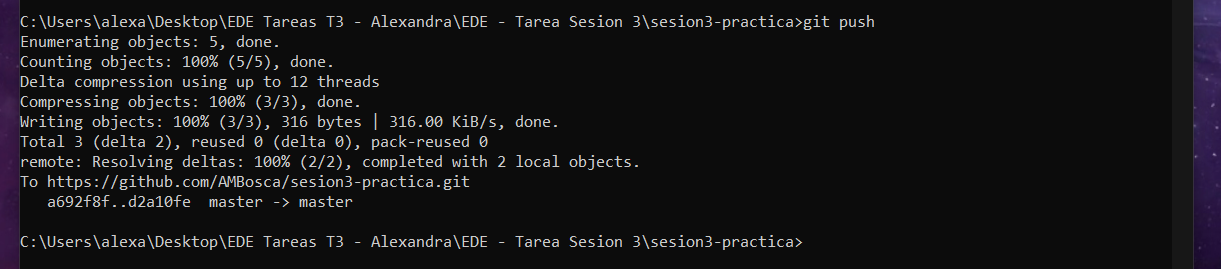 C:\Users\alexa\Desktop\EDE Tareas T3 - Alexandra\EDE - Tarea Sesion 3\sesion3-practica>git push
Enumerating objects: 5, done.
Counting objects: 100% (5/5), done.
Delta compression using up to 12 threads
Compressing objects: 100% (3/3), done.
Writing objects: 100% (3/3), 316 bytes | 316.00 KiB/s, done.
Total 3 (delta 2), reused 0 (delta 0), pack-reused 0
remote: Resolving deltas: 100% (2/2), completed with 2 local objects.
To https://github.com/AMBosca/sesion3-practica.git
   a692f8f..d2a10fe  master -> master
C:\Users\alexa\Desktop\EDE Tareas T3 - Alexandra\EDE - Tarea Sesion 3\sesion3-practica>